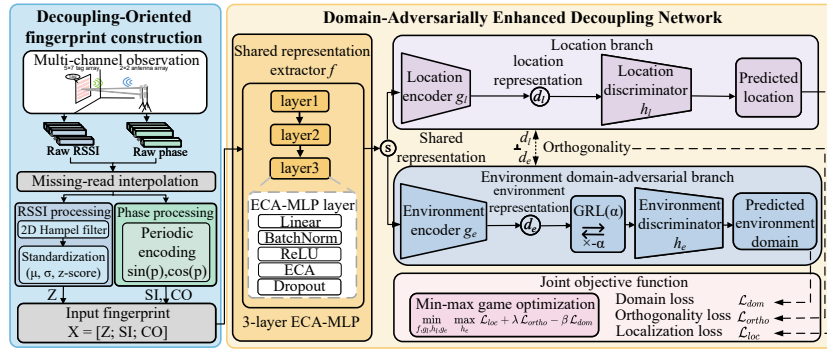 Decoupling-Oriented
fingerprint construction
Multi-channel observation
5×7 tag array
2×2 antenna array
Raw RSSI
Raw phase
Missing-read interpolation
RSSI processing
2D Hampel filter
Standardization
(μ, σ, z-score)
Phase processing
Periodic
encoding
sin(p),cos(p)
Z
SI, CO
Input fingerprint
X = [Z; SI; CO]
Domain-Adversarially Enhanced Decoupling Network
Shared representation
extractor f
layer1
layer2
layer3
ECA-MLP layer
Linear
BatchNorm
ReLU
ECA
Dropout
3-layer ECA-MLP
s
Shared
representation
Location branch
Location
encoder g_l
location
representation
d_l
Location
discriminator
h_l
Predicted
location
d_l
⊥
d_e
Orthogonality
Environment domain-adversarial branch
Environment
encoder g_e
environment
representation
d_e
GRL(α)
⇄
×-α
Environment
discriminator
h_e
Predicted
environment
domain
Joint objective function
Min-max game optimization
min_{f,g_l,h_l,g_e} max_{h_e} ℒ_loc + λℒ_ortho − βℒ_dom
Domain loss ℒ_dom
Orthogonality loss ℒ_ortho
Localization loss ℒ_loc